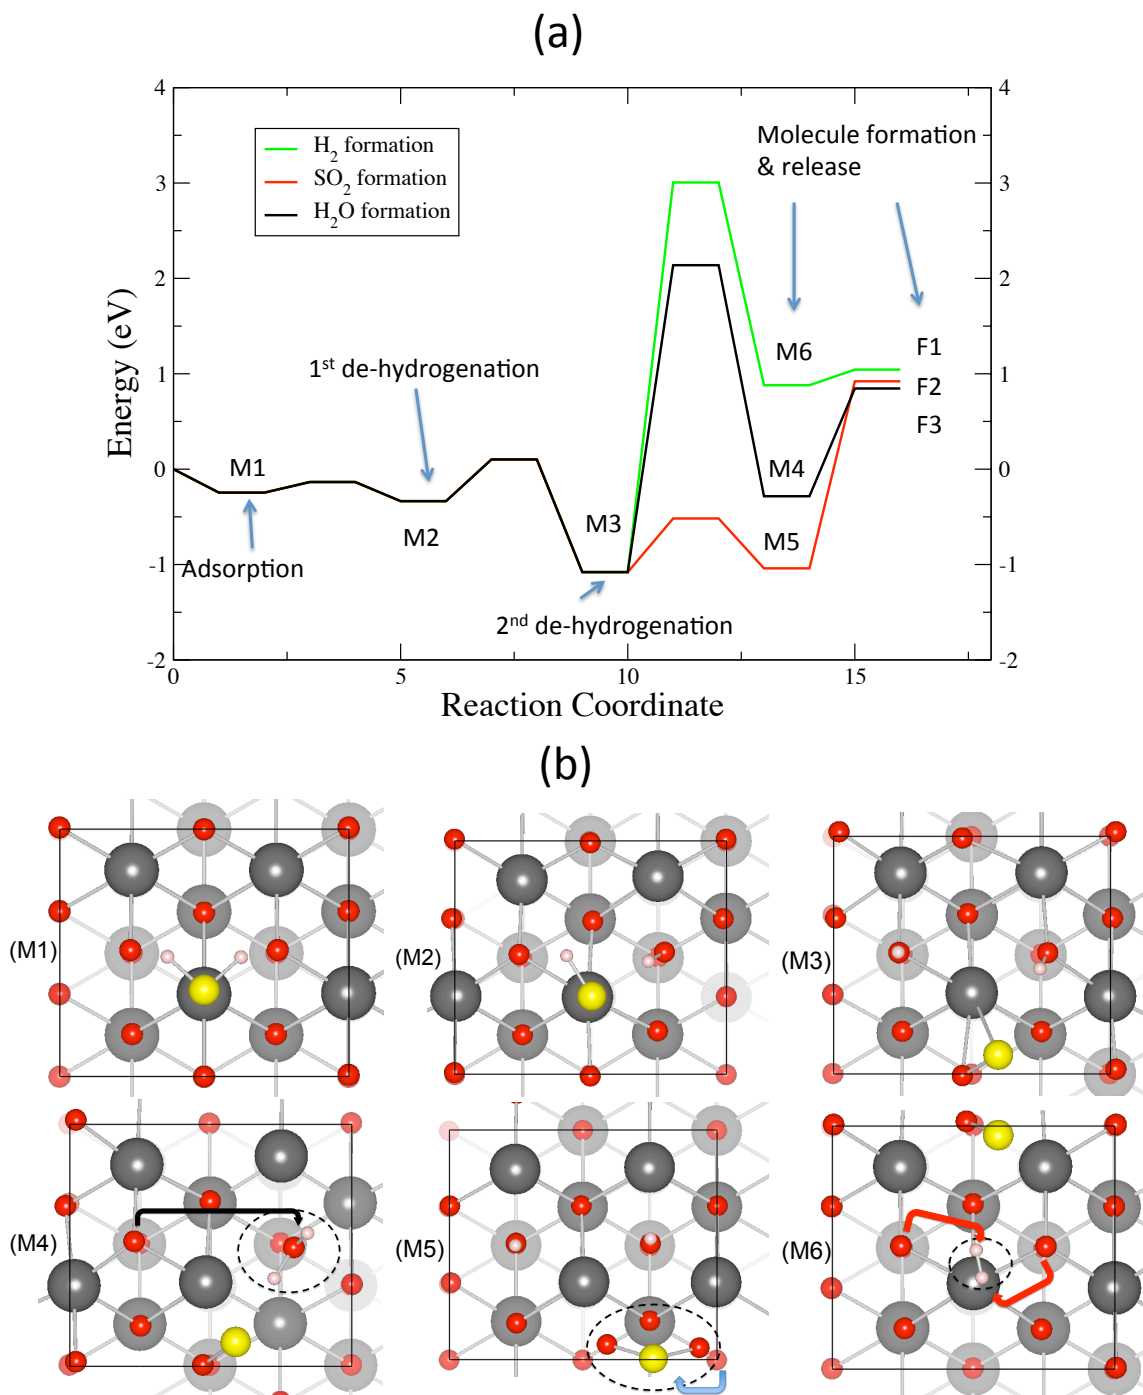 (a)
4
4
H₂ formation
SO₂ formation
H₂O formation
Molecule formation
& release
3
3
2
2
1st de-hydrogenation
M6
F1
1
1
F2
F3
Energy (eV)
M1
0
0
M4
M3
M2
M5
Adsorption
-1
-1
2nd de-hydrogenation
-2
-2
0
5
10
15
Reaction Coordinate
(b)
(M1)
(M2)
(M3)
(M4)
(M5)
(M6)